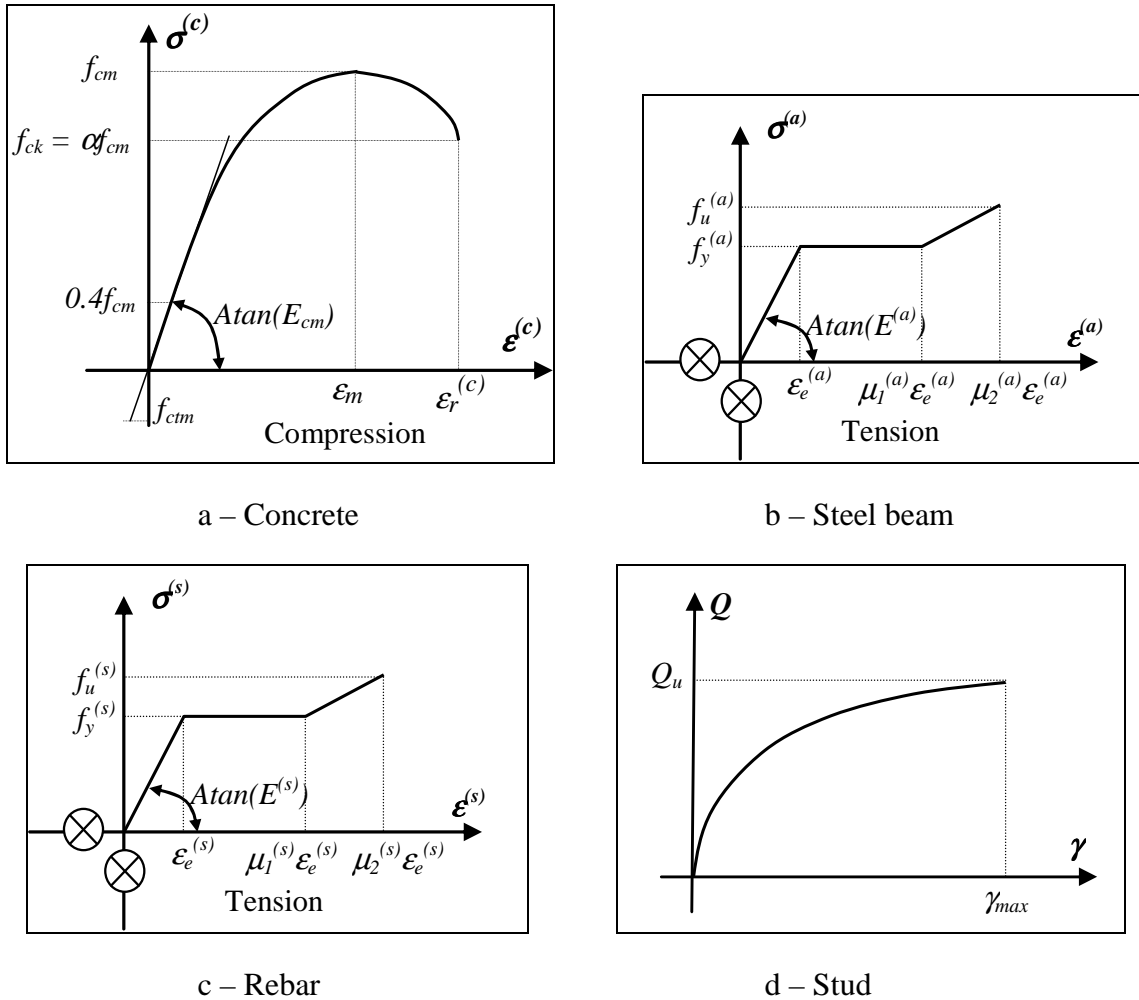 σ(c)
f_cm
f_ck = αf_cm
0.4f_cm
Atan(E_cm)
ε(c)
ε_m
ε_r(c)
f_ctm
Compression
a – Concrete
σ(a)
f_u(a)
f_y(a)
Atan(E(a))
ε(a)
ε_e(a) μ_1(a)ε_e(a) μ_2(a)ε_e(a)
Tension
b – Steel beam
σ(s)
f_u(s)
f_y(s)
Atan(E(s))
ε(s)
ε_e(s) μ_1(s)ε_e(s) μ_2(s)ε_e(s)
Tension
c – Rebar
Q
Q_u
γ
γ_max
d – Stud